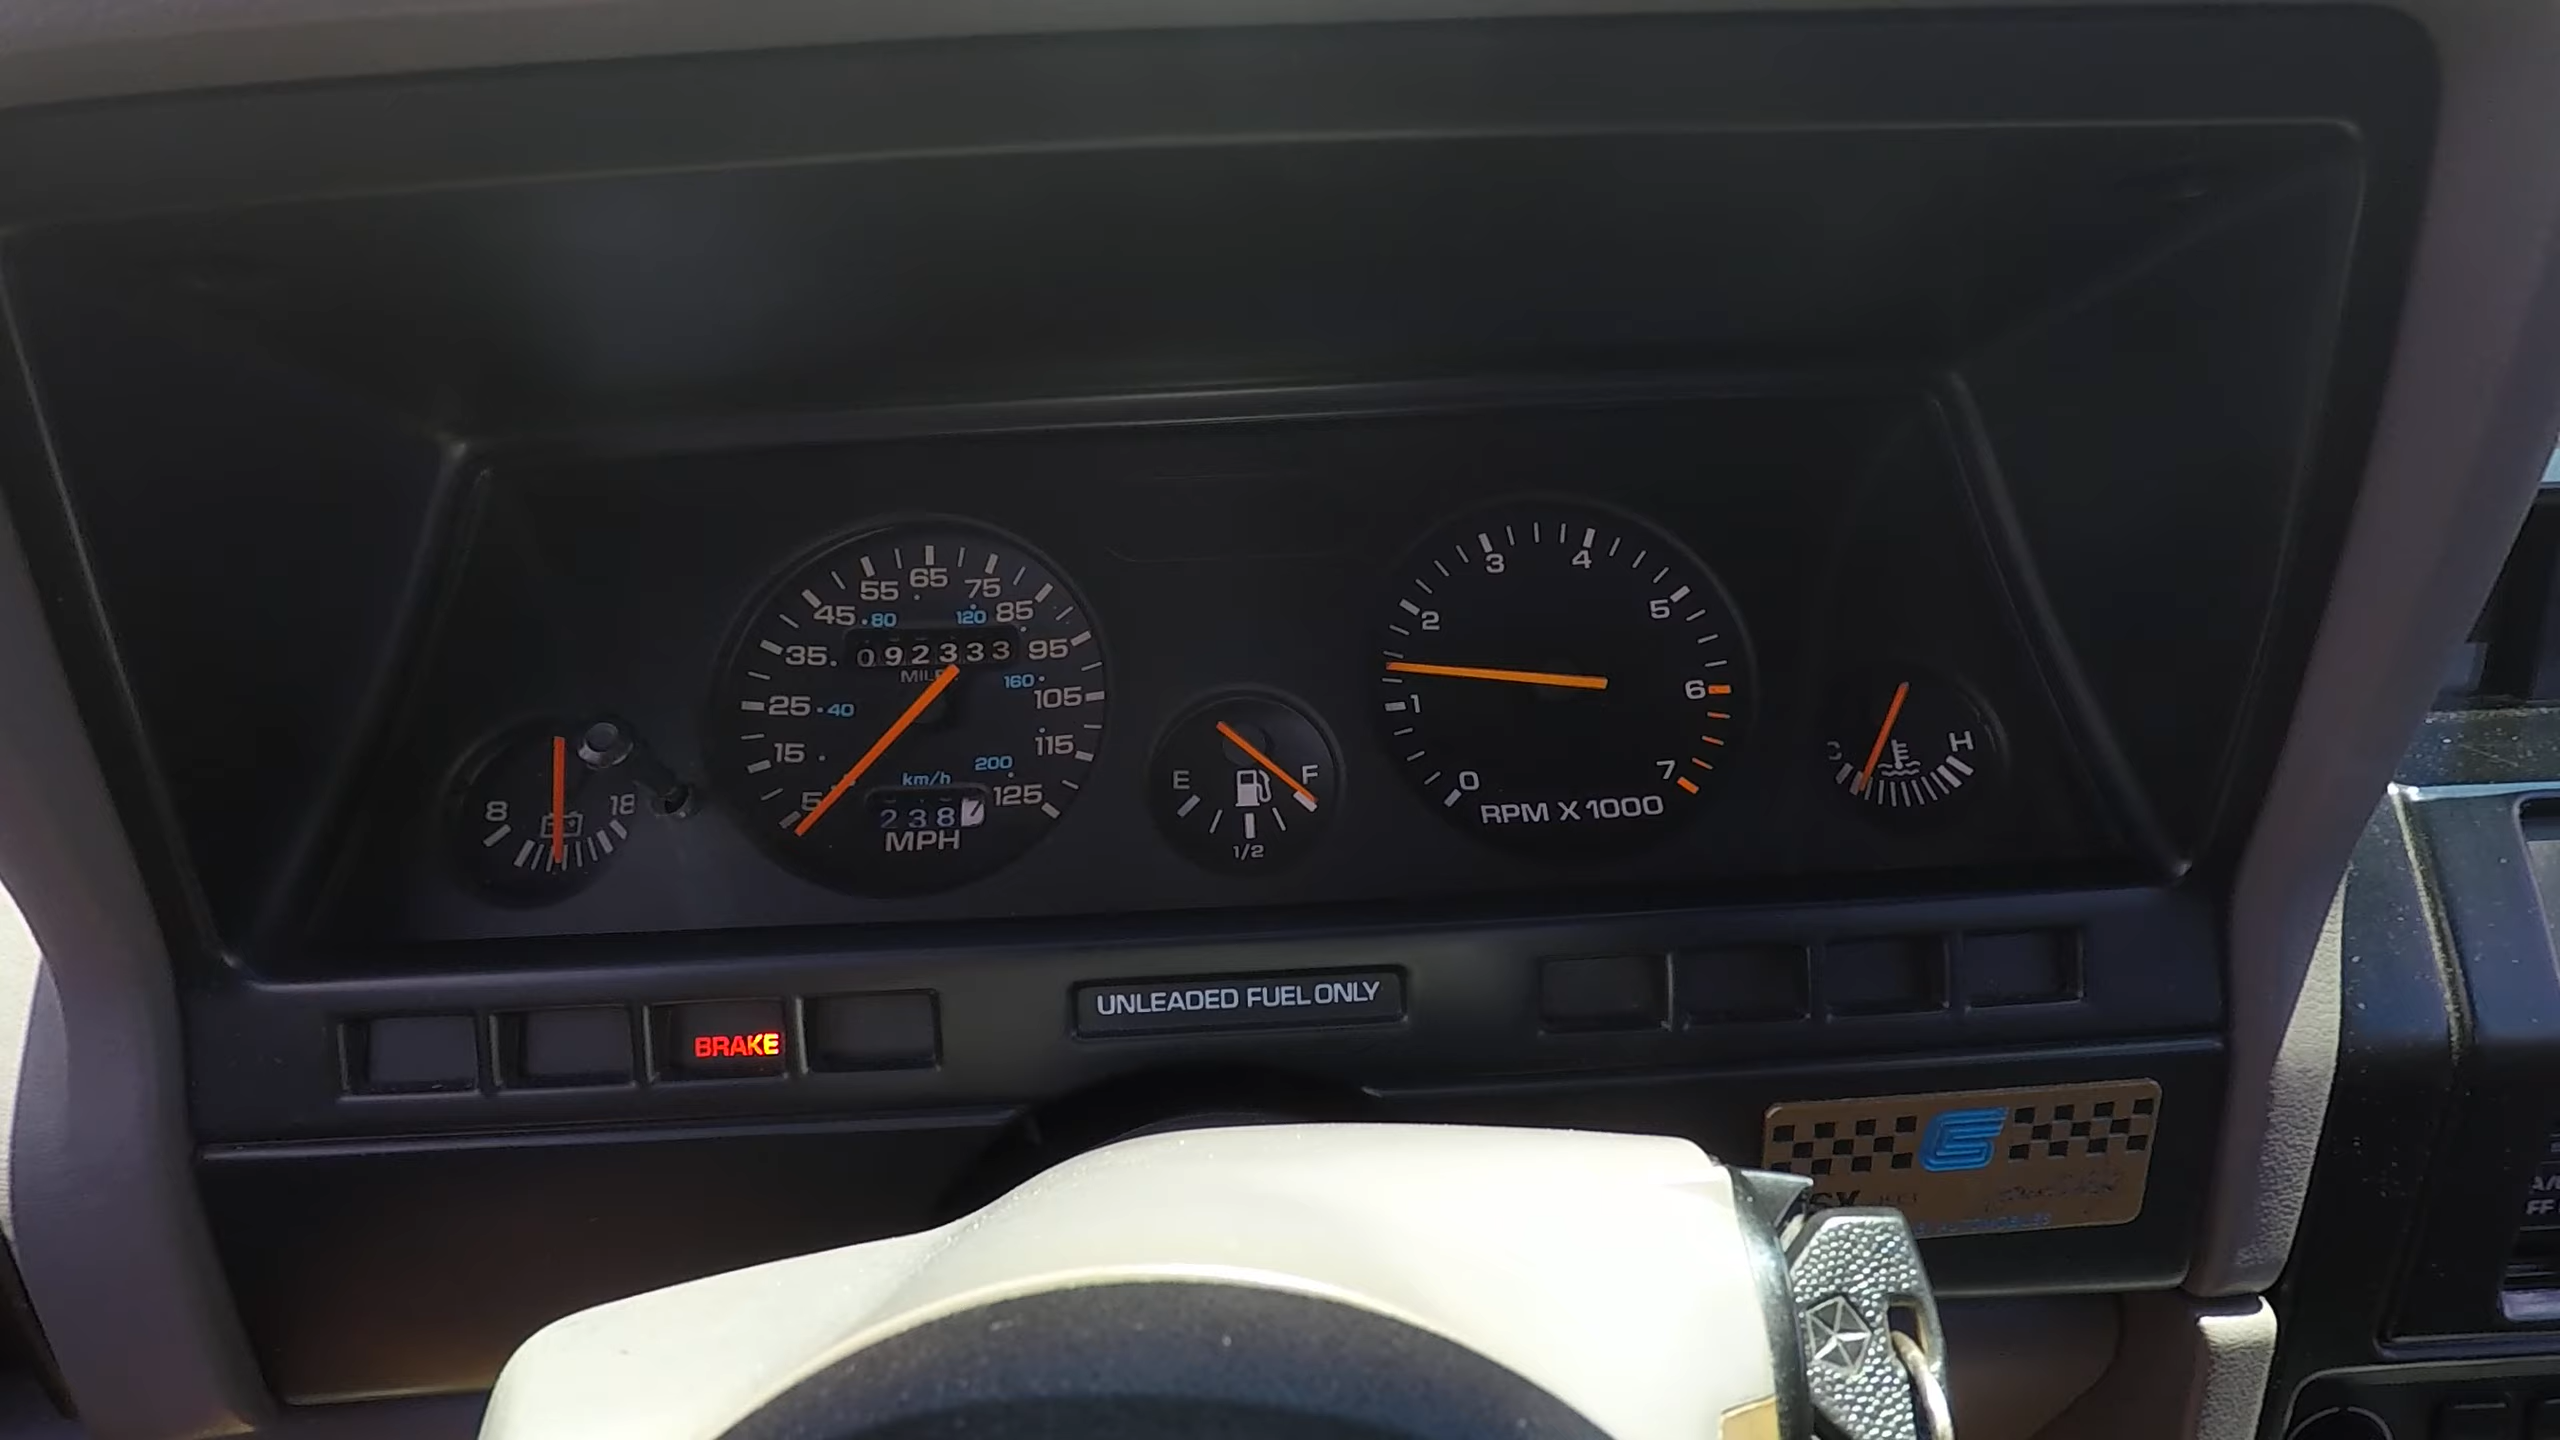 55 65 75
45 80 120 85
092333
35 95
MILES
160
25 40 105
15 115
km/h 200
5 125
238
MPH
8 18
E F
1/2
3 4
2 5
1 6
0 7
RPM X 1000
C H
UNLEADED FUEL ONLY
BRAKE